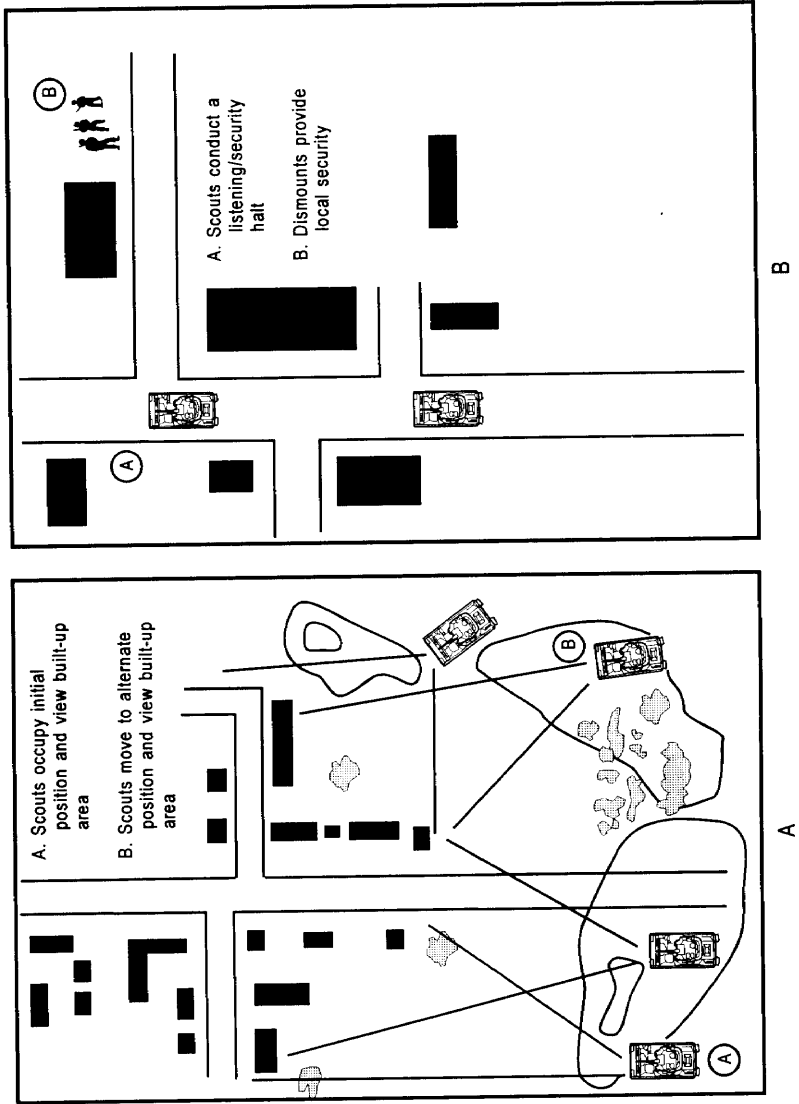 A. Scouts occupy initial
position and view built-up
area
B. Scouts move to alternate
position and view built-up
area
B
A
A
B
A. Scouts conduct a
listening/security
halt
B. Dismounts provide
local security
A
B